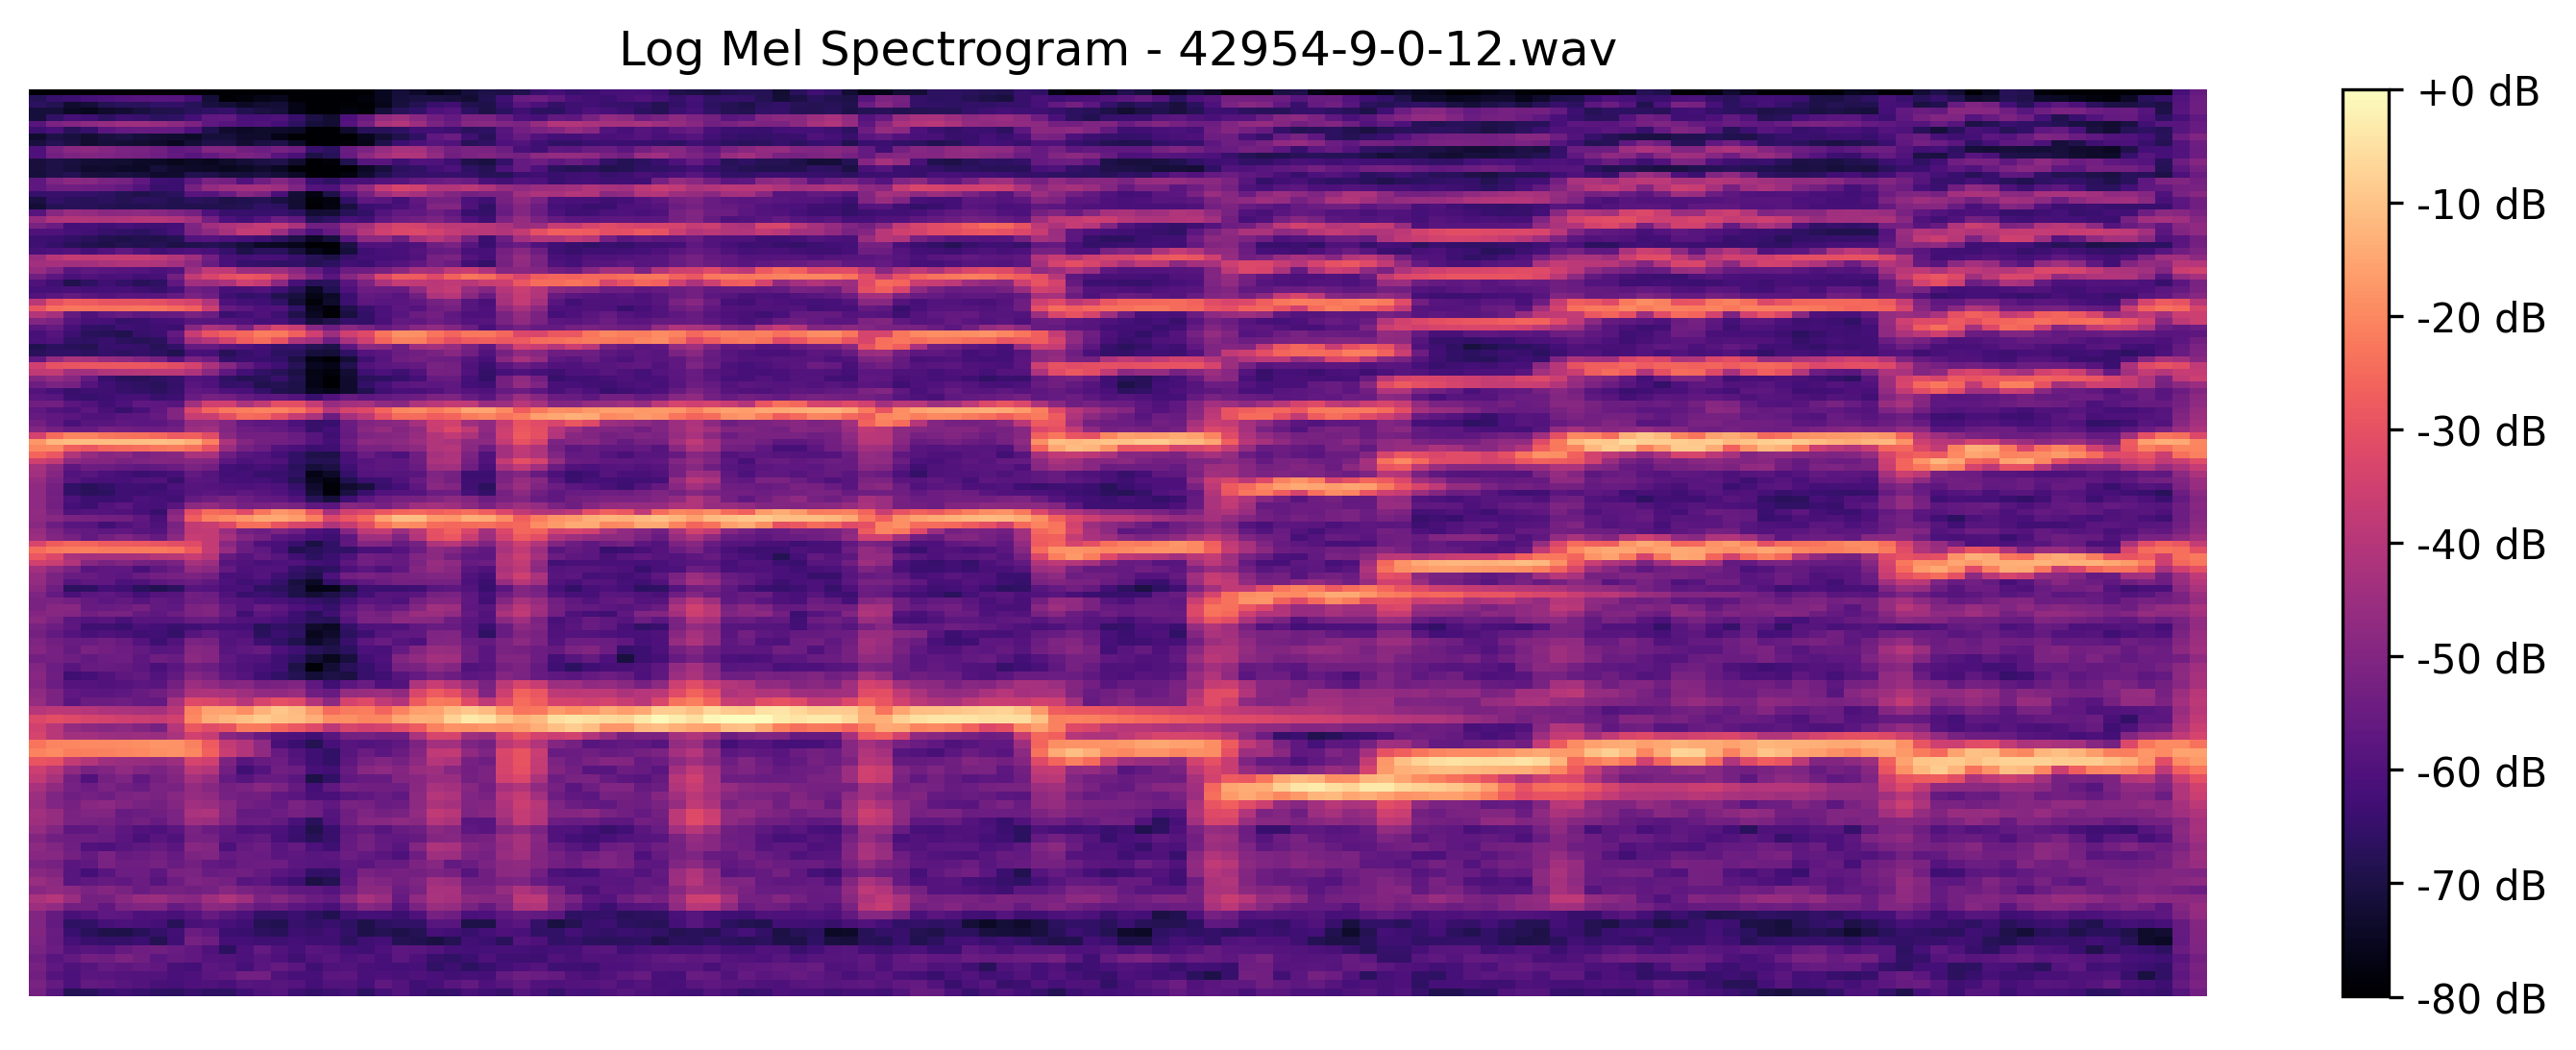 Log Mel Spectrogram - 42954-9-0-12.wav
+0 dB
-10 dB
-20 dB
-30 dB
-40 dB
-50 dB
-60 dB
-70 dB
-80 dB